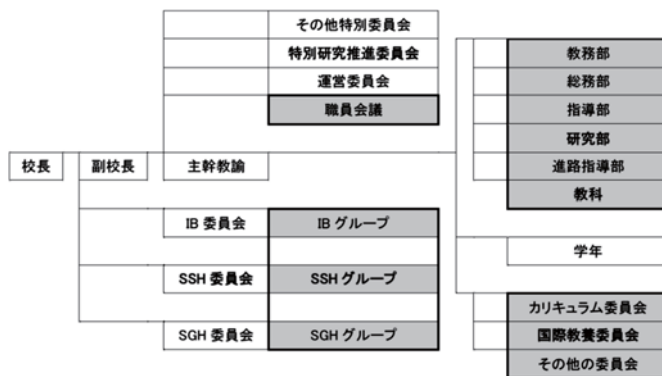 その他特別委員会
特別研究推進委員会
運営委員会
職員会議
校長
副校長
主幹教諭
IB 委員会
IB グループ
SSH 委員会
SSH グループ
SGH 委員会
SGH グループ
教務部
総務部
指導部
研究部
進路指導部
教科
学年
カリキュラム委員会
国際教養委員会
その他の委員会